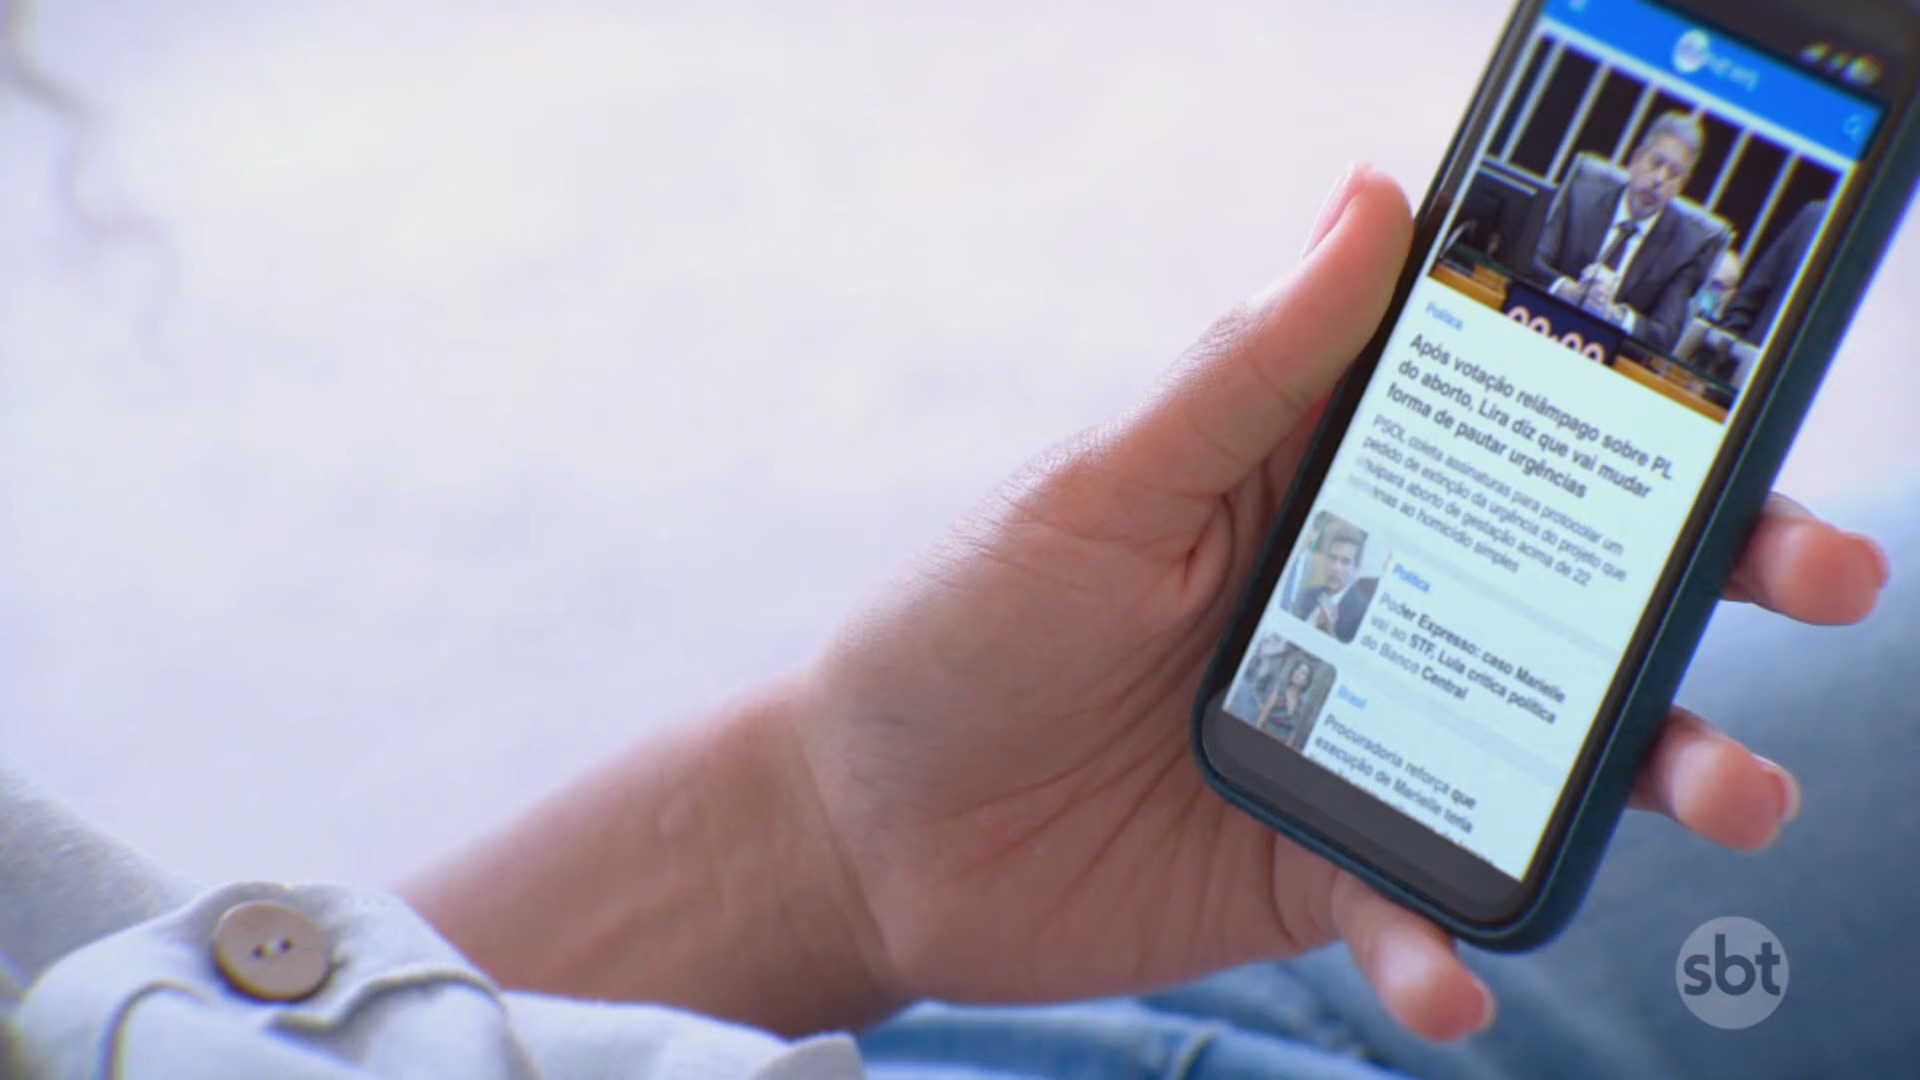 news
Política
00:00
Após votação relâmpago sobre PL
do aborto, Lira diz que vai mudar
forma de pautar urgências
PSOL coleta assinaturas para protocolar um
pedido de extinção da urgência do projeto que
equipara aborto de gestação acima de 22
semanas ao homicídio simples
Política
Poder Expresso: caso Marielle
vai ao STF, Lula critica política
do Banco Central
Brasil
Procuradoria reforça que
execução de Marielle teria
sbt